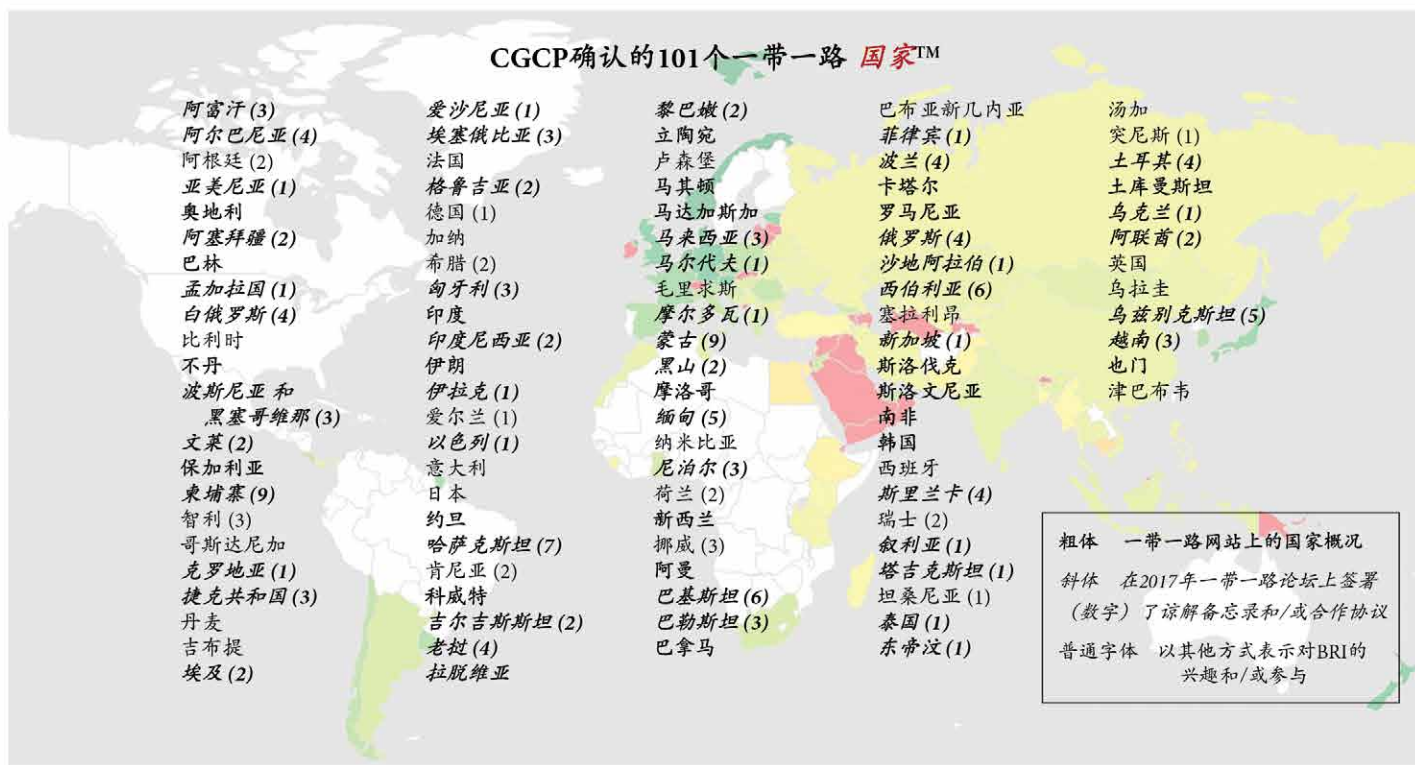 CGCP确认的101个一带一路 国家™
阿富汗 (3)
阿尔巴尼亚 (4)
阿根廷 (2)
亚美尼亚 (1)
奥地利
阿塞拜疆 (2)
巴林
孟加拉国 (1)
白俄罗斯 (4)
比利时
不丹
波斯尼亚 和
黑塞哥维那 (3)
文莱 (2)
保加利亚
柬埔寨 (9)
智利 (3)
哥斯达尼加
克罗地亚 (1)
捷克共和国 (3)
丹麦
吉布提
埃及 (2)
爱沙尼亚 (1)
埃塞俄比亚 (3)
法国
格鲁吉亚 (2)
德国 (1)
加纳
希腊 (2)
匈牙利 (3)
印度
印度尼西亚 (2)
伊朗
伊拉克 (1)
爱尔兰 (1)
以色列 (1)
意大利
日本
约旦
哈萨克斯坦 (7)
肯尼亚 (2)
科威特
吉尔吉斯斯坦 (2)
老挝 (4)
拉脱维亚
黎巴嫩 (2)
立陶宛
卢森堡
马其顿
马达加斯加
马来西亚 (3)
马尔代夫 (1)
毛里求斯
摩尔多瓦 (1)
蒙古 (9)
黑山 (2)
摩洛哥
缅甸 (5)
纳米比亚
尼泊尔 (3)
荷兰 (2)
新西兰
挪威 (3)
阿曼
巴基斯坦 (6)
巴勒斯坦 (3)
巴拿马
巴布亚新几内亚
菲律宾 (1)
波兰 (4)
卡塔尔
罗马尼亚
俄罗斯 (4)
沙地阿拉伯 (1)
西伯利亚 (6)
塞拉利昂
新加坡 (1)
斯洛伐克
斯洛文尼亚
南非
韩国
西班牙
斯里兰卡 (4)
瑞士 (2)
叙利亚 (1)
塔吉克斯坦 (1)
坦桑尼亚 (1)
泰国 (1)
东帝汶 (1)
汤加
突尼斯 (1)
土耳其 (4)
土库曼斯坦
乌克兰 (1)
阿联酋 (2)
英国
乌拉圭
乌兹别克斯坦 (5)
越南 (3)
也门
津巴布韦
粗体 一带一路网站上的国家概况
斜体 在2017年一带一路论坛上签署
(数字) 了谅解备忘录和/或合作协议
普通字体 以其他方式表示对BRI的
兴趣和/或参与